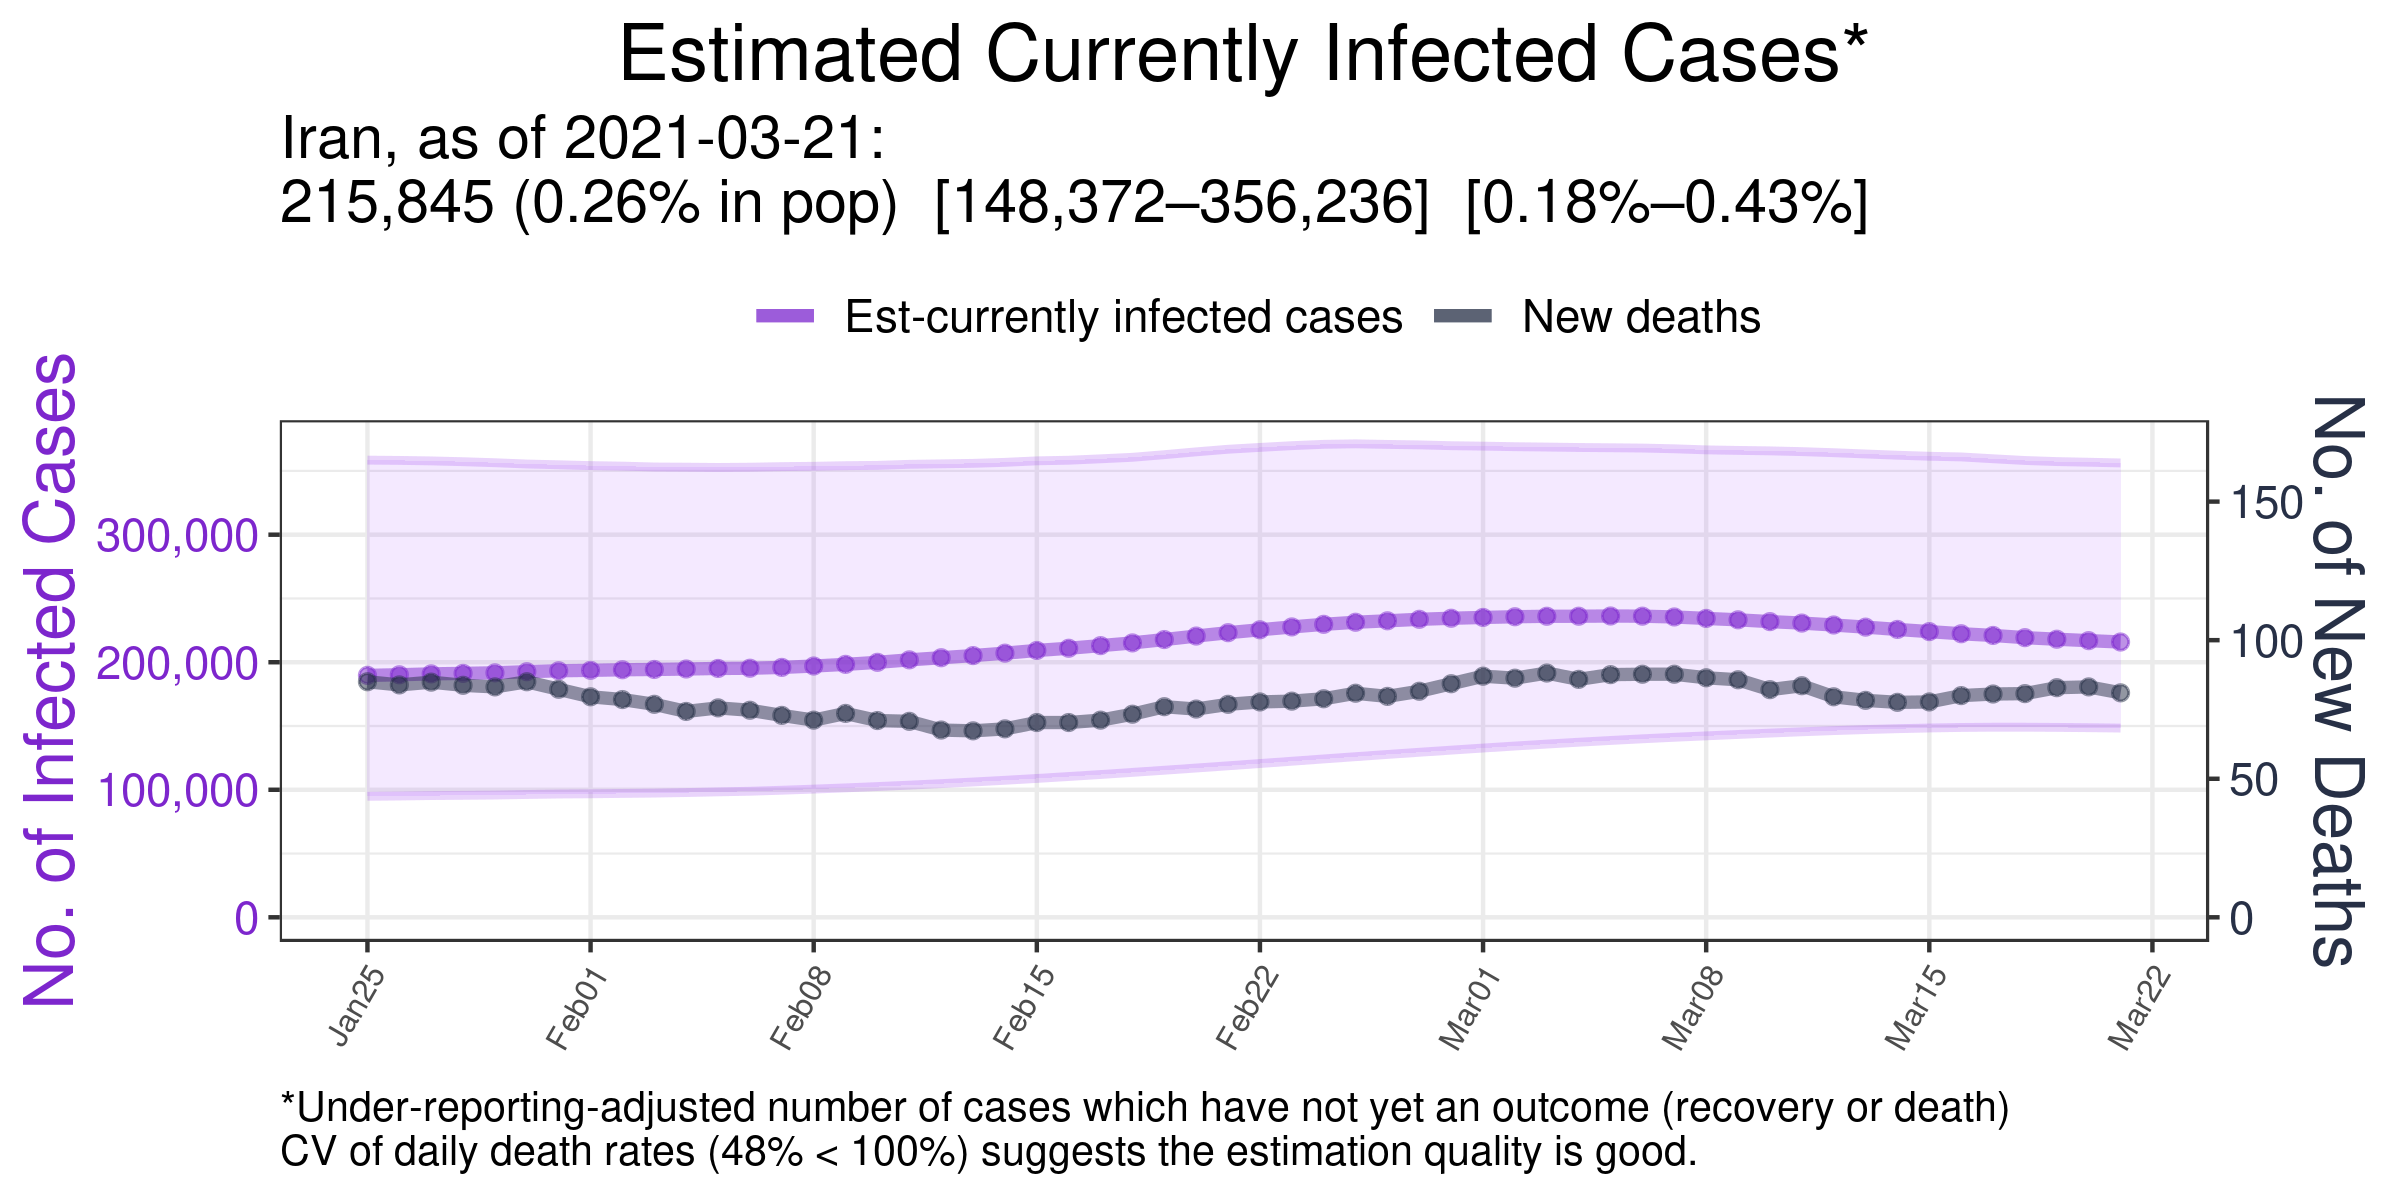 Estimated Currently Infected Cases*
Iran, as of 2021-03-21:
215,845 (0.26% in pop)  [148,372–356,236]  [0.18%–0.43%]
Est-currently infected cases
New deaths
No. of Infected Cases
300,000
200,000
100,000
0
No. of New Deaths
150
100
50
0
Jan25
Feb01
Feb08
Feb15
Feb22
Mar01
Mar08
Mar15
Mar22
*Under-reporting-adjusted number of cases which have not yet an outcome (recovery or death)
CV of daily death rates (48% < 100%) suggests the estimation quality is good.